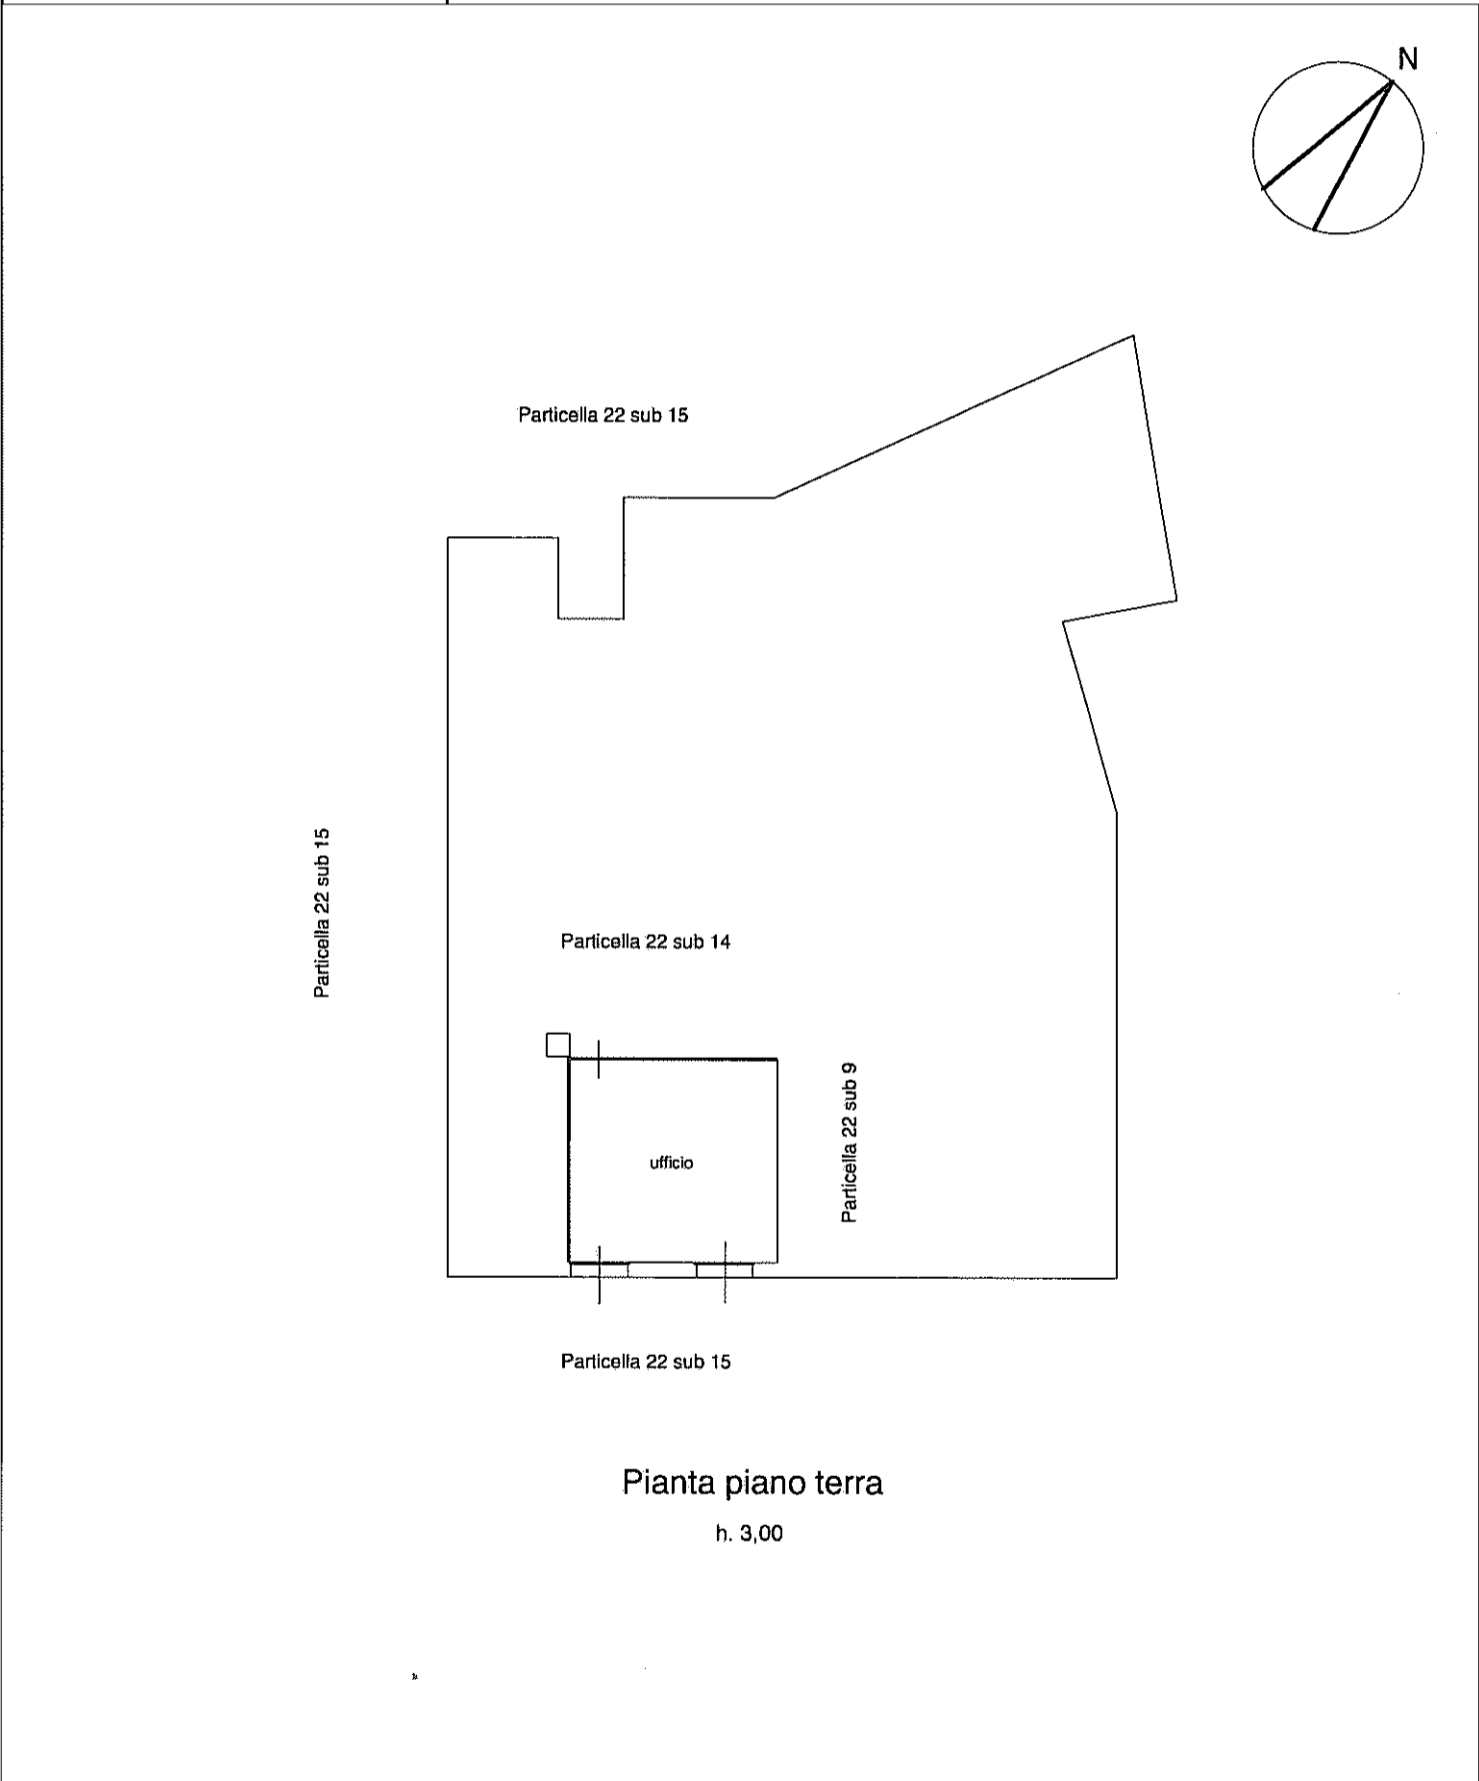 N
Particella 22 sub 15
Particella 22 sub 15
Particella 22 sub 14
Particella 22 sub 9
ufficio
Particella 22 sub 15
Pianta piano terra
h. 3,00